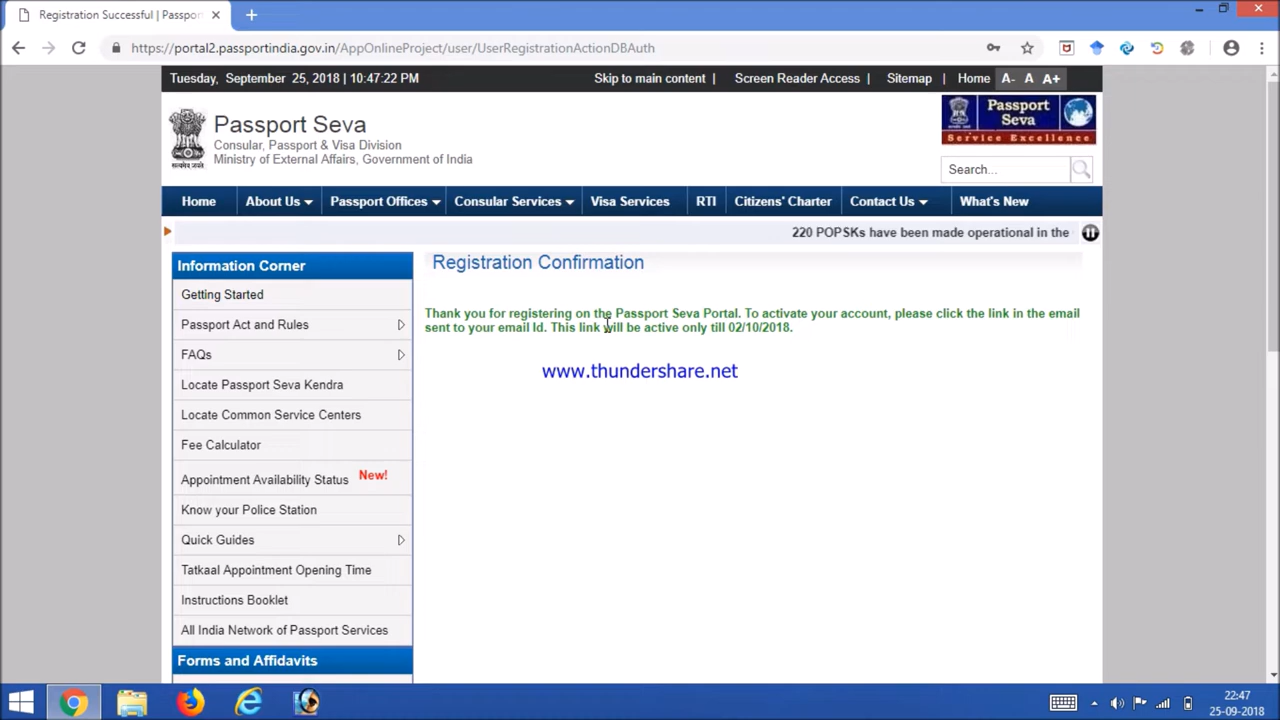 Registration Successful | Passpor
https://portal2.passportindia.gov.in/AppOnlineProject/user/UserRegistrationActionDBAuth
Tuesday, September 25, 2018 | 10:47:22 PM
Skip to main content | Screen Reader Access | Sitemap | Home A- A A+
Passport Seva
Consular, Passport & Visa Division
Ministry of External Affairs, Government of India
सत्यमेव जयते
Passport
Seva
Service Excellence
Search...
Home About Us Passport Offices Consular Services Visa Services RTI Citizens' Charter Contact Us What's New
220 POPSKs have been made operational in the
Information Corner
Getting Started
Passport Act and Rules
FAQs
Locate Passport Seva Kendra
Locate Common Service Centers
Fee Calculator
Appointment Availability Status New!
Know your Police Station
Quick Guides
Tatkaal Appointment Opening Time
Instructions Booklet
All India Network of Passport Services
Forms and Affidavits
Registration Confirmation
Thank you for registering on the Passport Seva Portal. To activate your account, please click the link in the email
sent to your email Id. This link will be active only till 02/10/2018.
www.thundershare.net
22:47
25-09-2018